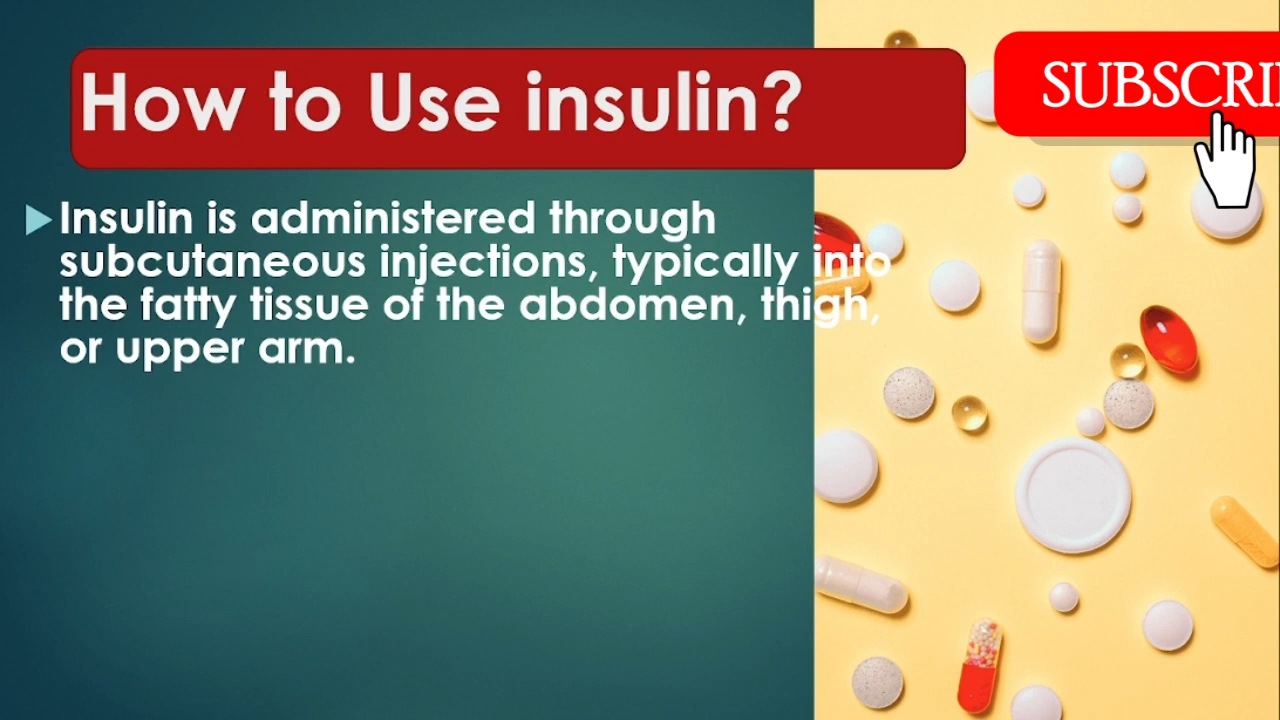 How to Use insulin?
SUBSCRI
Insulin is administered through
subcutaneous injections, typically into
the fatty tissue of the abdomen, thigh,
or upper arm.